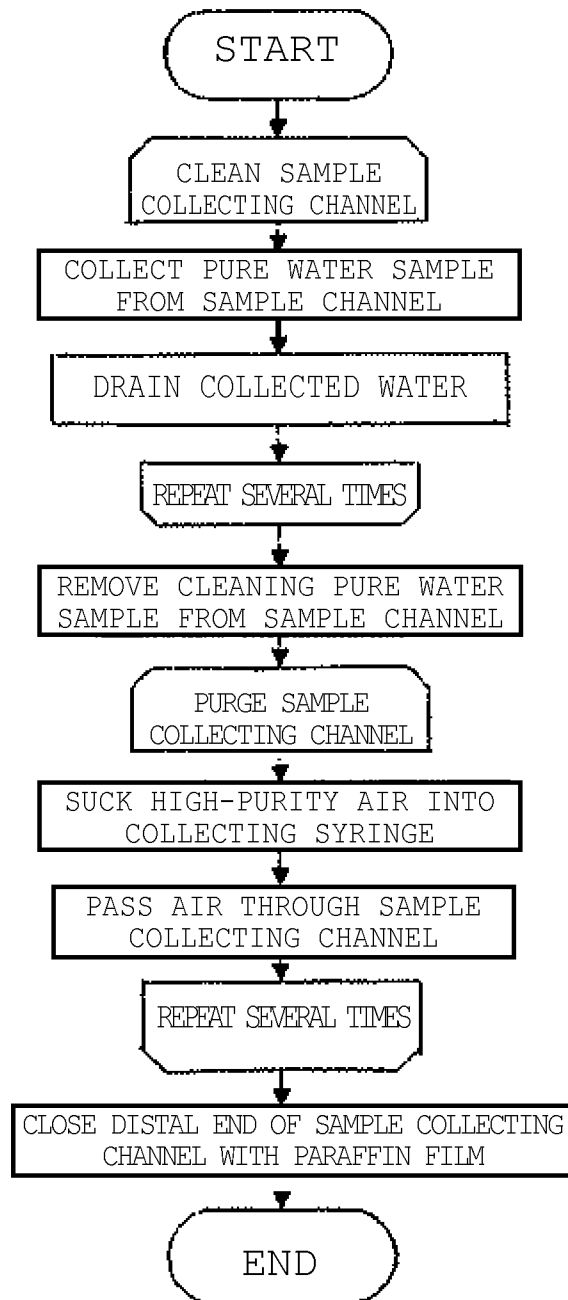 START
CLEAN SAMPLE
COLLECTING CHANNEL
COLLECT PURE WATER SAMPLE
FROM SAMPLE CHANNEL
DRAIN COLLECTED WATER
REPEAT SEVERAL TIMES
REMOVE CLEANING PURE WATER
SAMPLE FROM SAMPLE CHANNEL
PURGE SAMPLE
COLLECTING CHANNEL
SUCK HIGH-PURITY AIR INTO
COLLECTING SYRINGE
PASS AIR THROUGH SAMPLE
COLLECTING CHANNEL
REPEAT SEVERAL TIMES
CLOSE DISTAL END OF SAMPLE COLLECTING
CHANNEL WITH PARAFFIN FILM
END